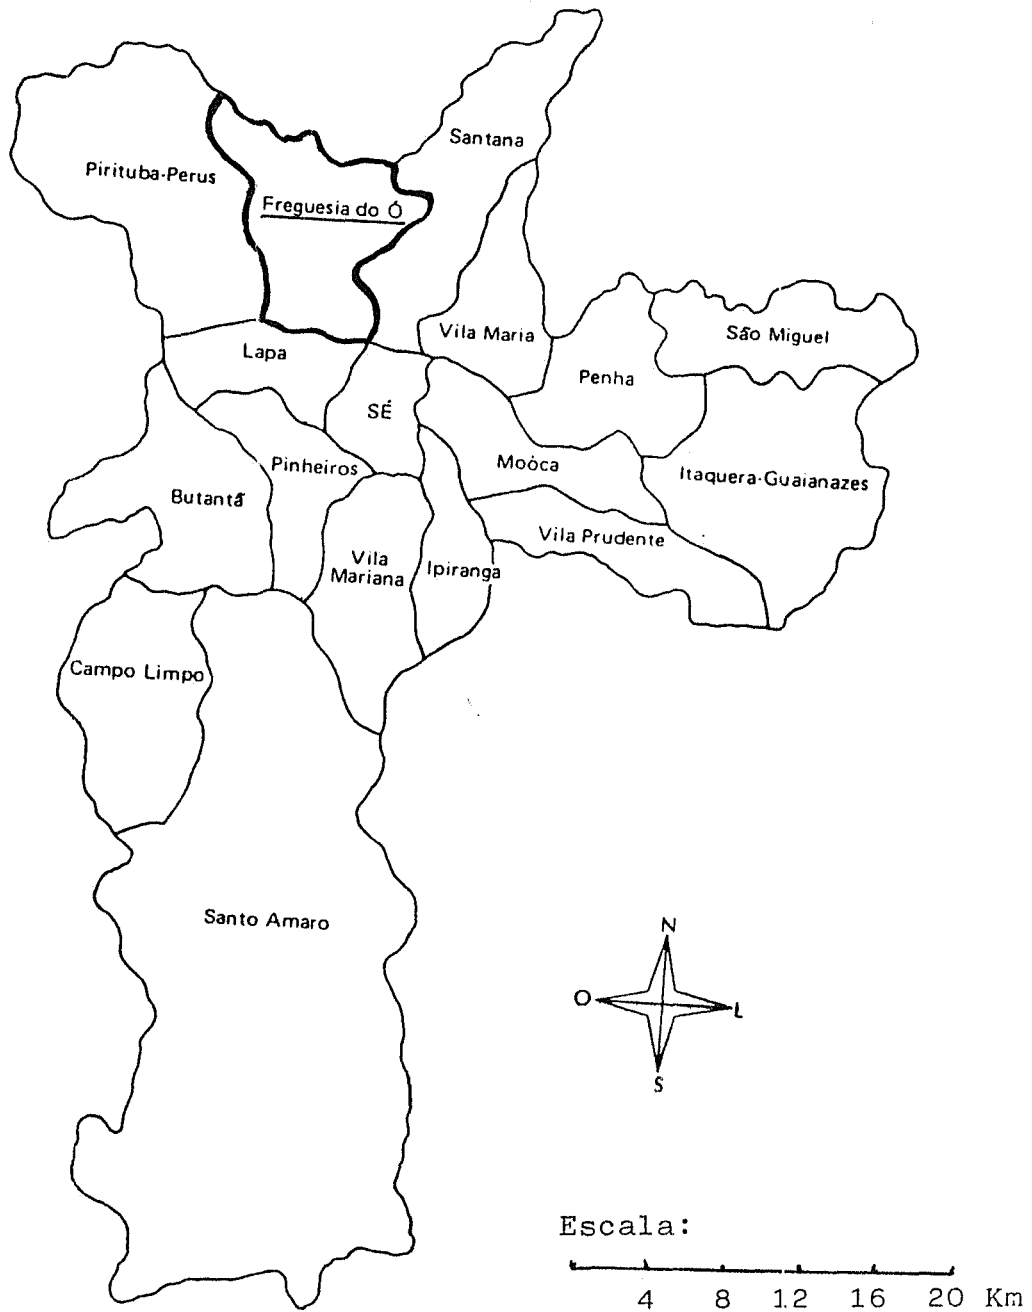 Santana
Pirituba-Perus
Freguesia do Ó
Vila Maria
São Miguel
Lapa
Penha
SÉ
Moóca
Pinheiros
Itaquera-Guaianazes
Butantã
Vila Prudente
Vila
Mariana
Ipiranga
Campo Limpo
Santo Amaro
N
O
L
S
Escala:
4 8 12 16 20 Km